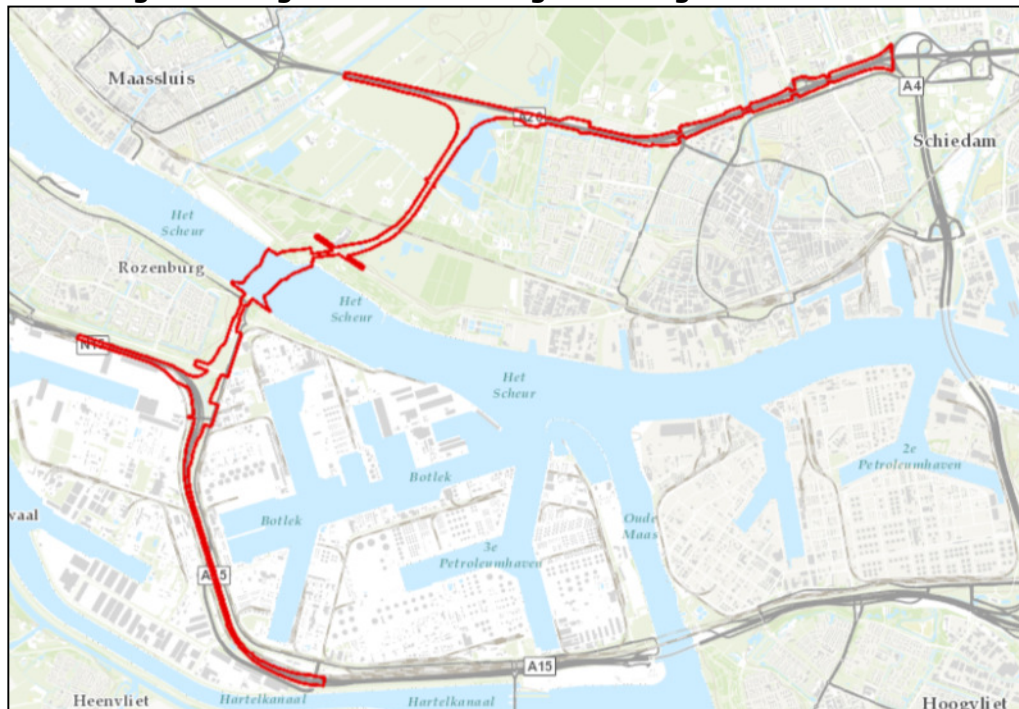 Maassluis
A20
A4
Schiedam
Het
Scheur
Rozenburg
Het
Scheur
N15
Het
Scheur
2e
Petroleumhaven
Botlek
Botlek
Oude
Maas
waal
3e
Petroleumhaven
A15
A15
Heenvliet
Hartelkanaal
Hartelkanaal
Hoogvliet